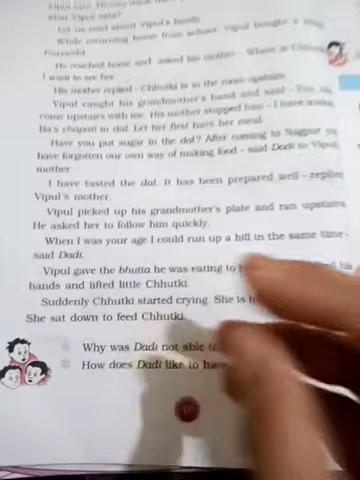 what Vipul says?
Let us read about Vipul's family.
While returning home from school, Vipul bought a
He reached home and asked his mother - Where is Chhutki
I want to see her.
His mother replied - Chhutki is in the room upstairs.
Vipul caught his grandmother's hand and said - You
come upstairs with me. His mother stopped him - I have
Ba's chapati in dal. Let her first have her meal.
Have you put sugar in the dal? After coming to Nagpur
have forgotten our own way of making food - said Dadi to Vipul
mother
I have tasted the dal. It has been prepared well - replie
Vipul's mother.
Vipul picked up his grandmother's plate and ran upstairs
He asked her to follow him quickly.
When I was your age I could run up a hill in the same time-
said Dadi.
Vipul gave the bhutta he was eating to
hands and lifted little Chhutki.
Suddenly Chhutki started crying. She is
She sat down to feed Chhutki.
Why was Dadi not able
How does Dadi like to